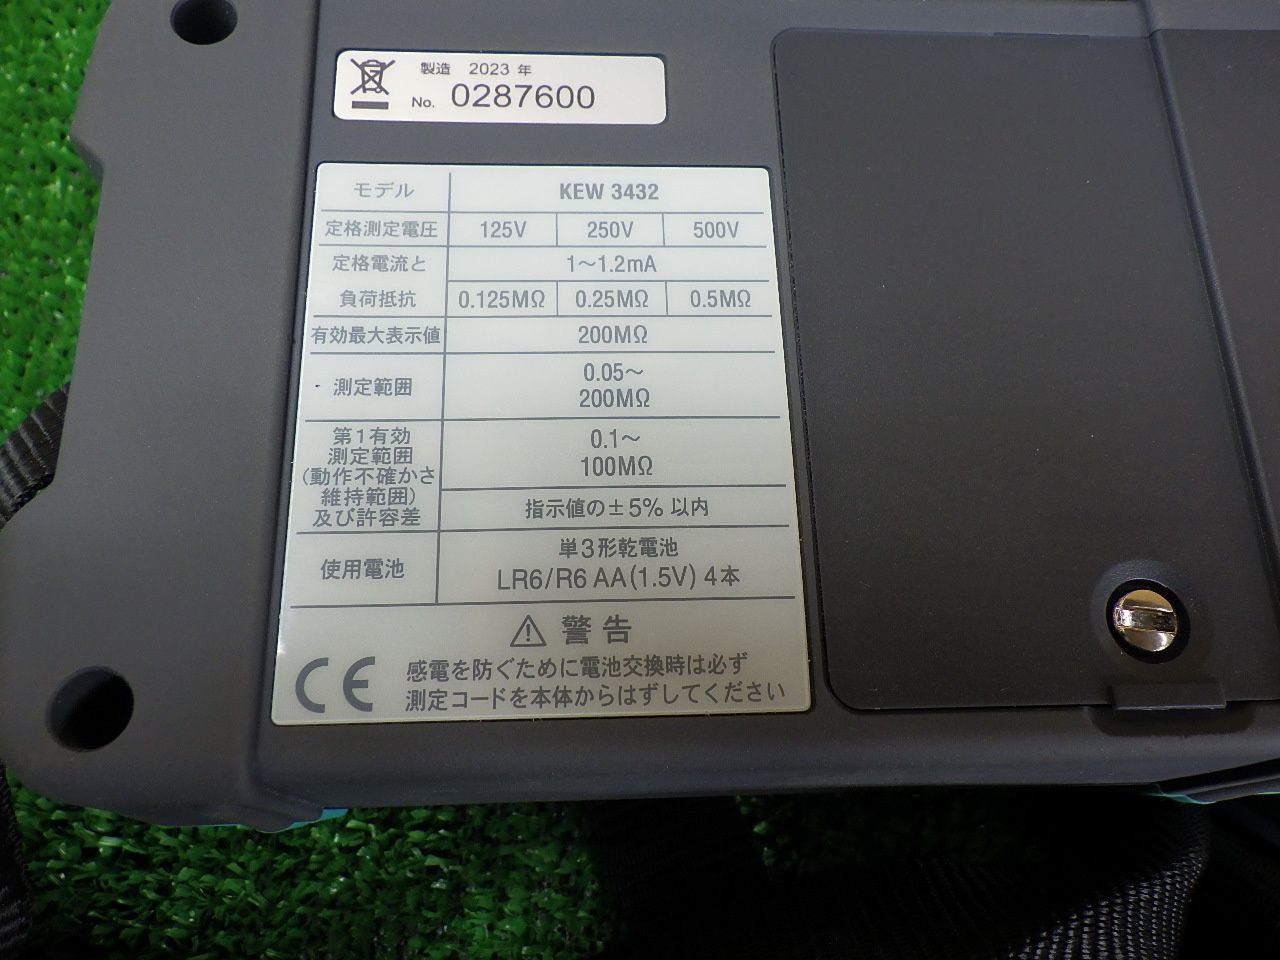 製造 2023 年
No. 0287600
モデル KEW 3432
定格測定電圧 125V 250V 500V
定格電流と 1～1.2mA
負荷抵抗 0.125MΩ 0.25MΩ 0.5MΩ
有効最大表示値 200MΩ
測定範囲 0.05～
200MΩ
第1有効
測定範囲
(動作不確かさ
維持範囲)
及び許容差
0.1～
100MΩ
指示値の±5% 以内
使用電池
単3形乾電池
LR6/R6 AA(1.5V) 4本
警告
CE
感電を防ぐために電池交換時は必ず
測定コードを本体からはずしてください